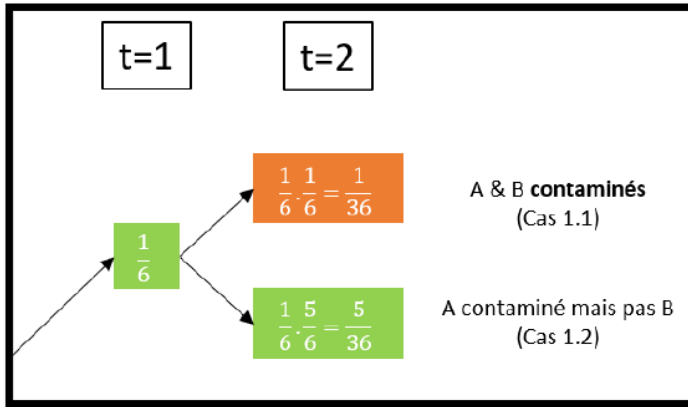 t=1
t=2
1/6 . 1/6 = 1/36
A & B contaminés
(Cas 1.1)
1/6
1/6 . 5/6 = 5/36
A contaminé mais pas B
(Cas 1.2)